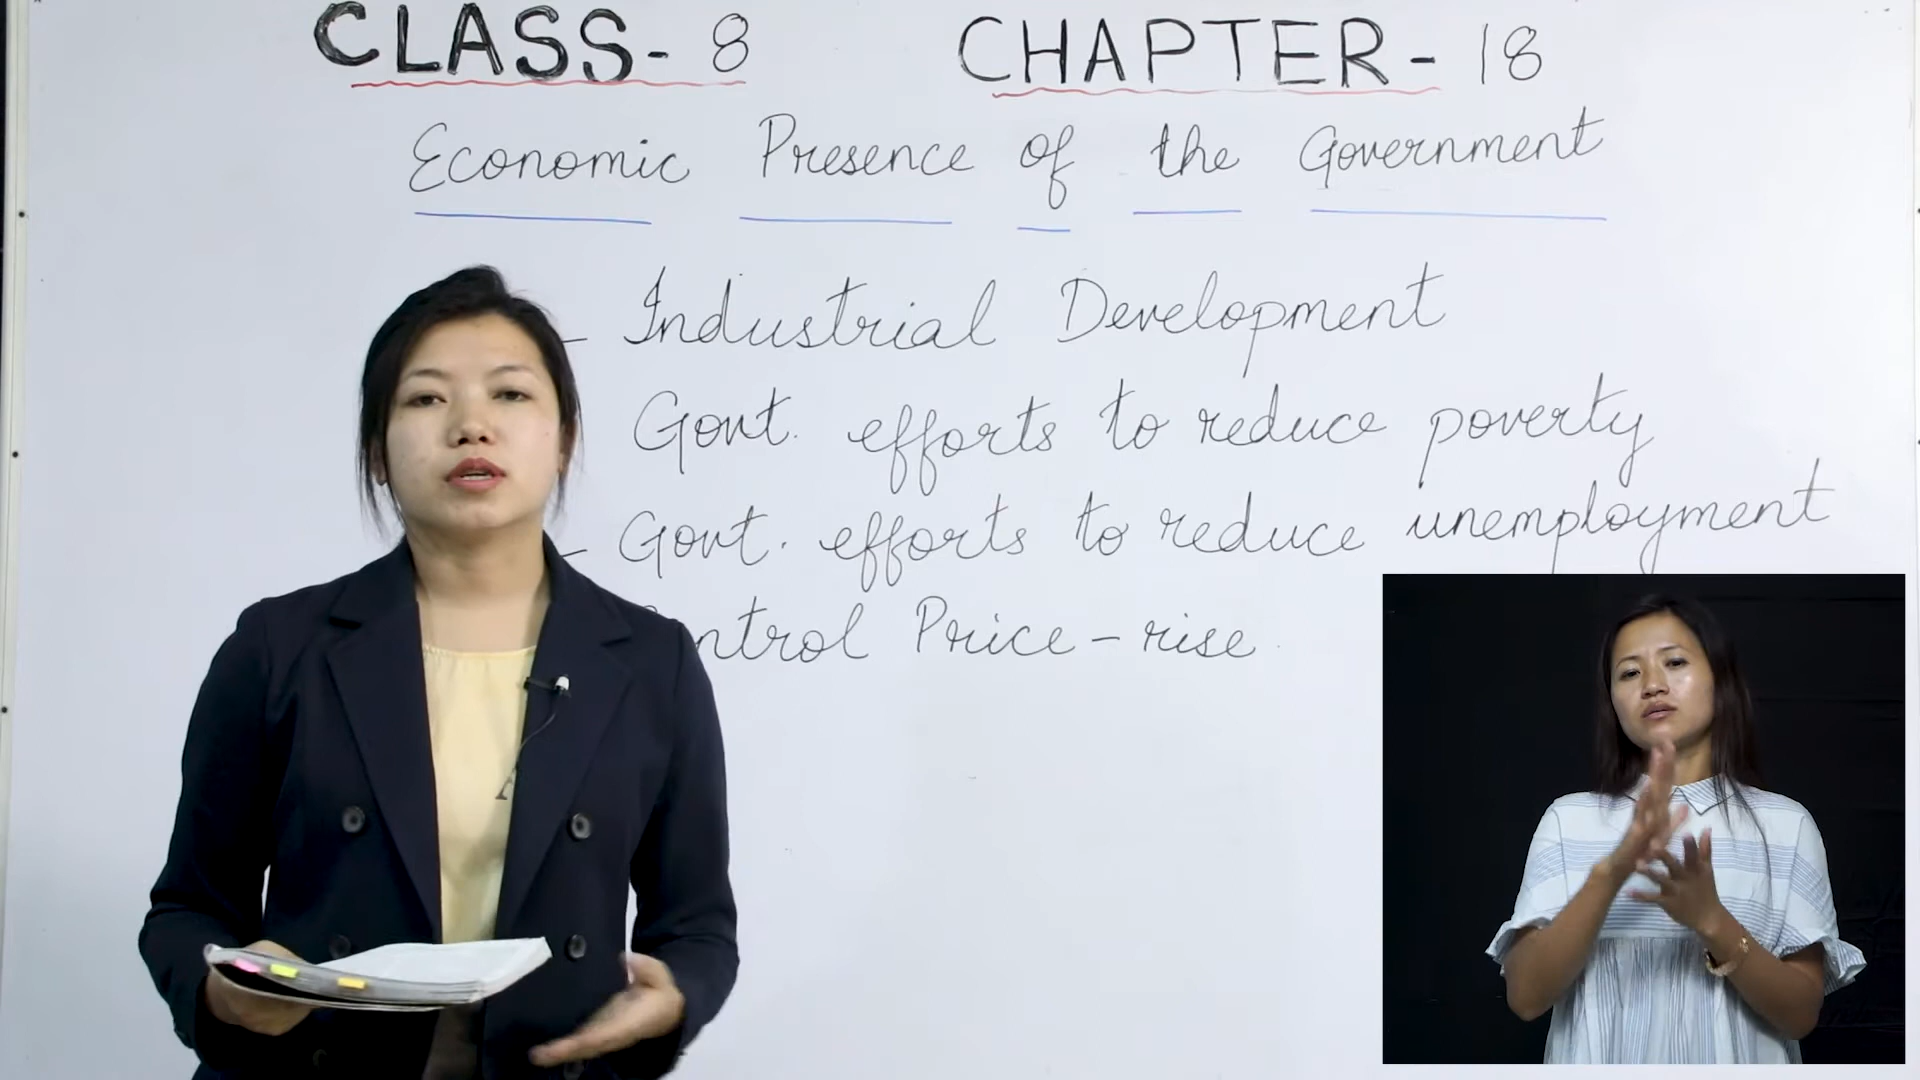 CLASS- 8 CHAPTER- 18
Economic Presence of the Government
- Industrial Development
Govt. efforts to reduce poverty
- Govt. efforts to reduce unemployment
ntrol Price-rise